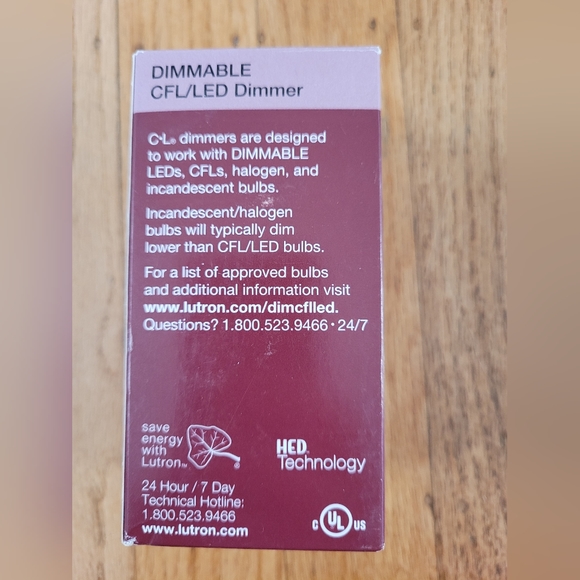 DIMMABLE
CFL/LED Dimmer
C•L® dimmers are designed
to work with DIMMABLE
LEDs, CFLs, halogen, and
incandescent bulbs.
Incandescent/halogen
bulbs will typically dim
lower than CFL/LED bulbs.
For a list of approved bulbs
and additional information visit
www.lutron.com/dimcflled.
Questions? 1.800.523.9466 • 24/7
save
energy
with
Lutron™
®
HED®
Technology
24 Hour / 7 Day
Technical Hotline:
1.800.523.9466
www.lutron.com
C UL® US